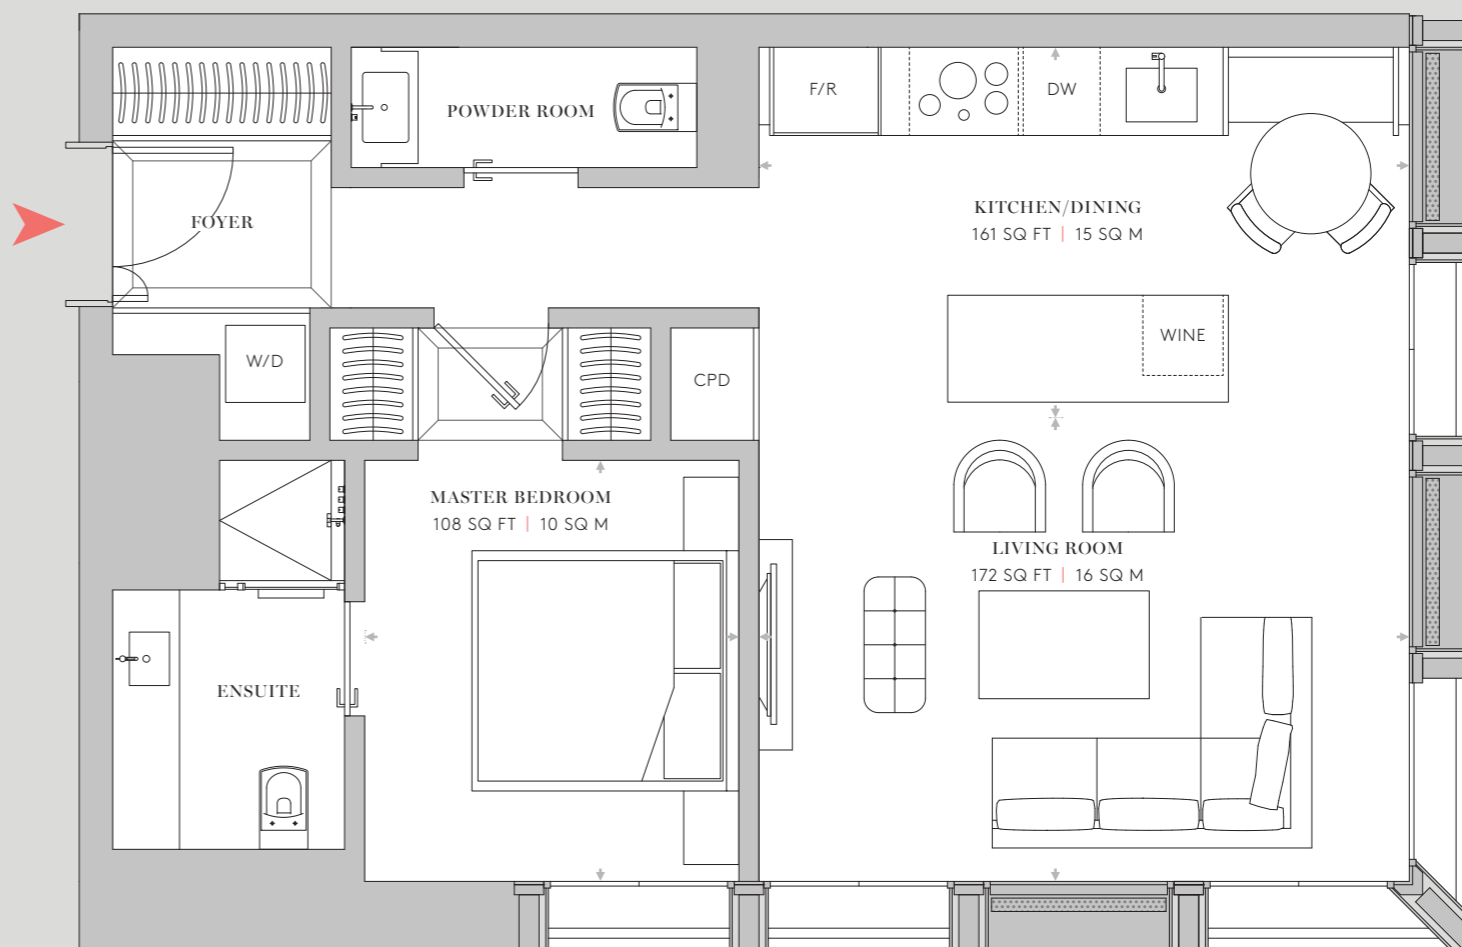 POWDER ROOM
F/R
DW
FOYER
KITCHEN/DINING
161 SQ FT | 15 SQ M
W/D
CPD
WINE
MASTER BEDROOM
108 SQ FT | 10 SQ M
LIVING ROOM
172 SQ FT | 16 SQ M
ENSUITE